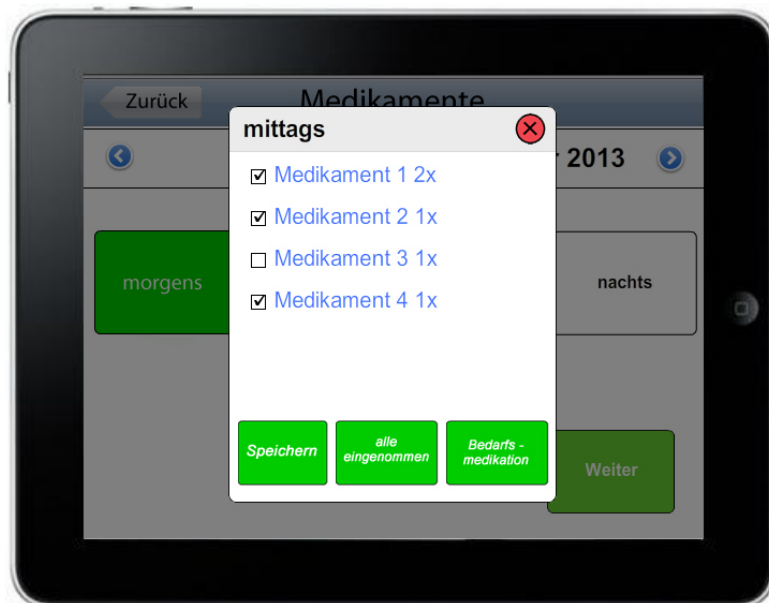 Zurück
Medikamente
mittags
2013
Medikament 1 2x
Medikament 2 1x
Medikament 3 1x
Medikament 4 1x
morgens
nachts
Speichern
alle
eingenommen
Bedarfs -
medikation
Weiter